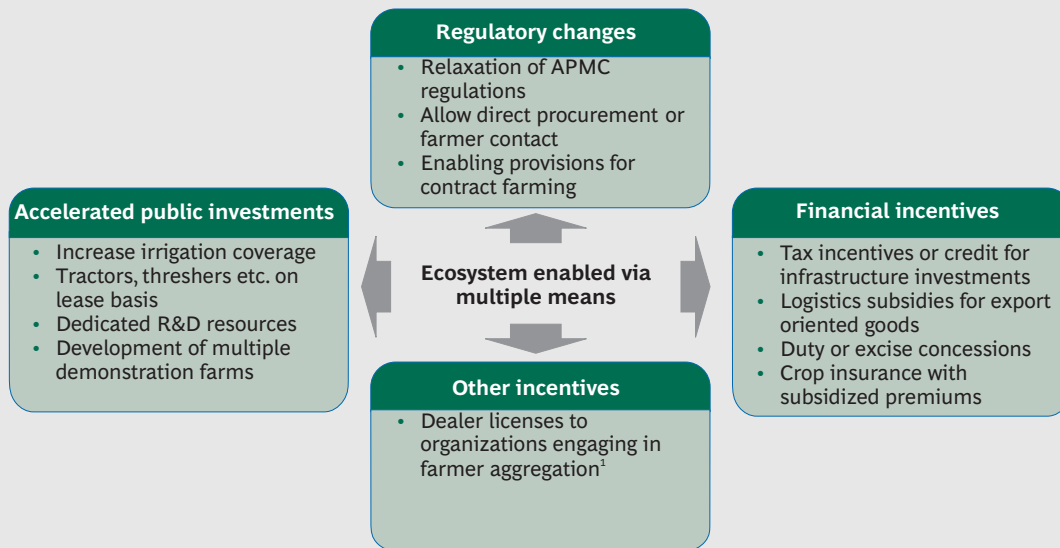 Regulatory changes
• Relaxation of APMC
regulations
• Allow direct procurement or
farmer contact
• Enabling provisions for
contract farming
Accelerated public investments
• Increase irrigation coverage
• Tractors, threshers etc. on
lease basis
• Dedicated R&D resources
• Development of multiple
demonstration farms
Ecosystem enabled via
multiple means
Financial incentives
• Tax incentives or credit for
infrastructure investments
• Logistics subsidies for export
oriented goods
• Duty or excise concessions
• Crop insurance with
subsidized premiums
Other incentives
• Dealer licenses to
organizations engaging in
farmer aggregation¹